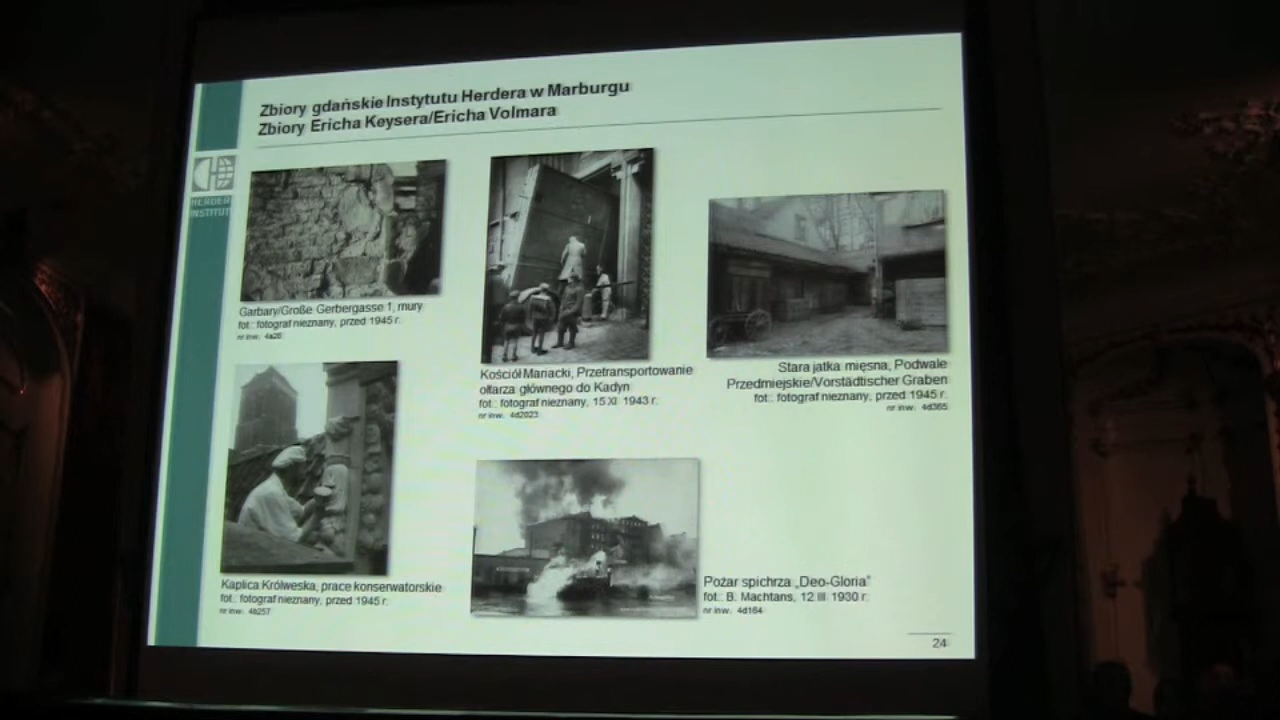 Zbiory gdańskie Instytutu Herdera w Marburgu
Zbiory Ericha Keysera/Ericha Volmara
HERDER
INSTITUT
Garbary/Große Gerbergasse 1, mury
fot.: fotograf nieznany, przed 1945 r.
nr inw. 4a26
Kościół Mariacki, Przetransportowanie
ołtarza głównego do Kadyn
fot.: fotograf nieznany, 15 XI 1943 r.
nr inw. 4d2023
Stara jatka mięsna, Podwale
Przedmiejskie/Vorstädtischer Graben
fot.: fotograf nieznany, przed 1945 r.
nr inw. 4d365
Kaplica Królweska, prace konserwatorskie
fot.: fotograf nieznany, przed 1945 r.
nr inw. 4b257
Pożar spichrza „Deo-Gloria”
fot.: B. Machtans, 12 III 1930 r.
nr inw. 4d164
24